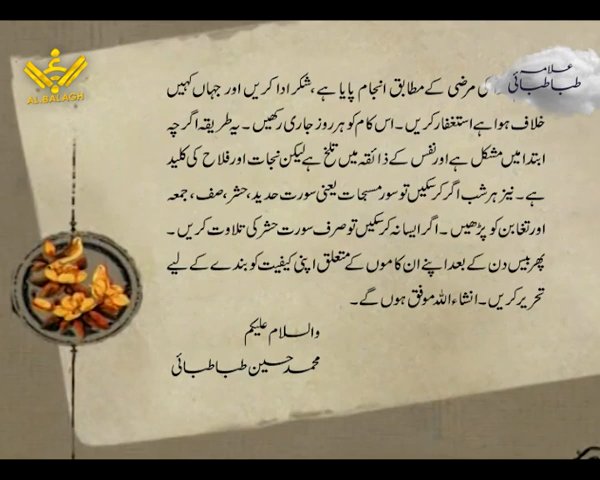 AL-BALAGH
علامہ
طباطبائی
کی مرضی کے مطابق انجام پایا ہے، شکر ادا کریں اور جہاں کہیں
خلاف ہوا ہے استغفار کریں۔ اس کام کو ہر روز جاری رکھیں۔ یہ طریقہ اگرچہ
ابتدا میں مشکل ہے اور نفس کے ذائقہ میں تلخ ہے لیکن نجات اور فلاح کی کلید
ہے۔ نیز ہر شب اگر کر سکیں تو سور مسبحات یعنی سورت حدید، حشر، صف، جمعہ
اور تغابن کو پڑھیں۔ اگر ایسا نہ کر سکیں تو صرف سورت حشر کی تلاوت کریں۔
پھر بیس دن کے بعد اپنے ان کاموں کے متعلق اپنی کیفیت کو بندے کے لیے
تحریر کریں۔ انشاء اللہ موفق ہوں گے۔
والسلام علیکم
محمد حسین طباطبائی